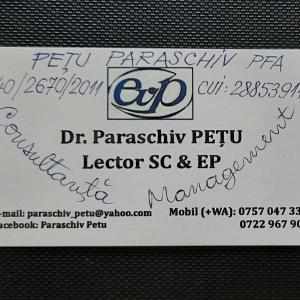 PEȚU PARASCHIV PFA
40/2670/2011 CUI: 2885391
evp
Dr. Paraschiv PEȚU
Lector SC & EP
Consultanță Management
e-mail: paraschiv_petu@yahoo.com Mobil (+WA): 0757 047 33
Facebook: Paraschiv Petu 0722 967 90